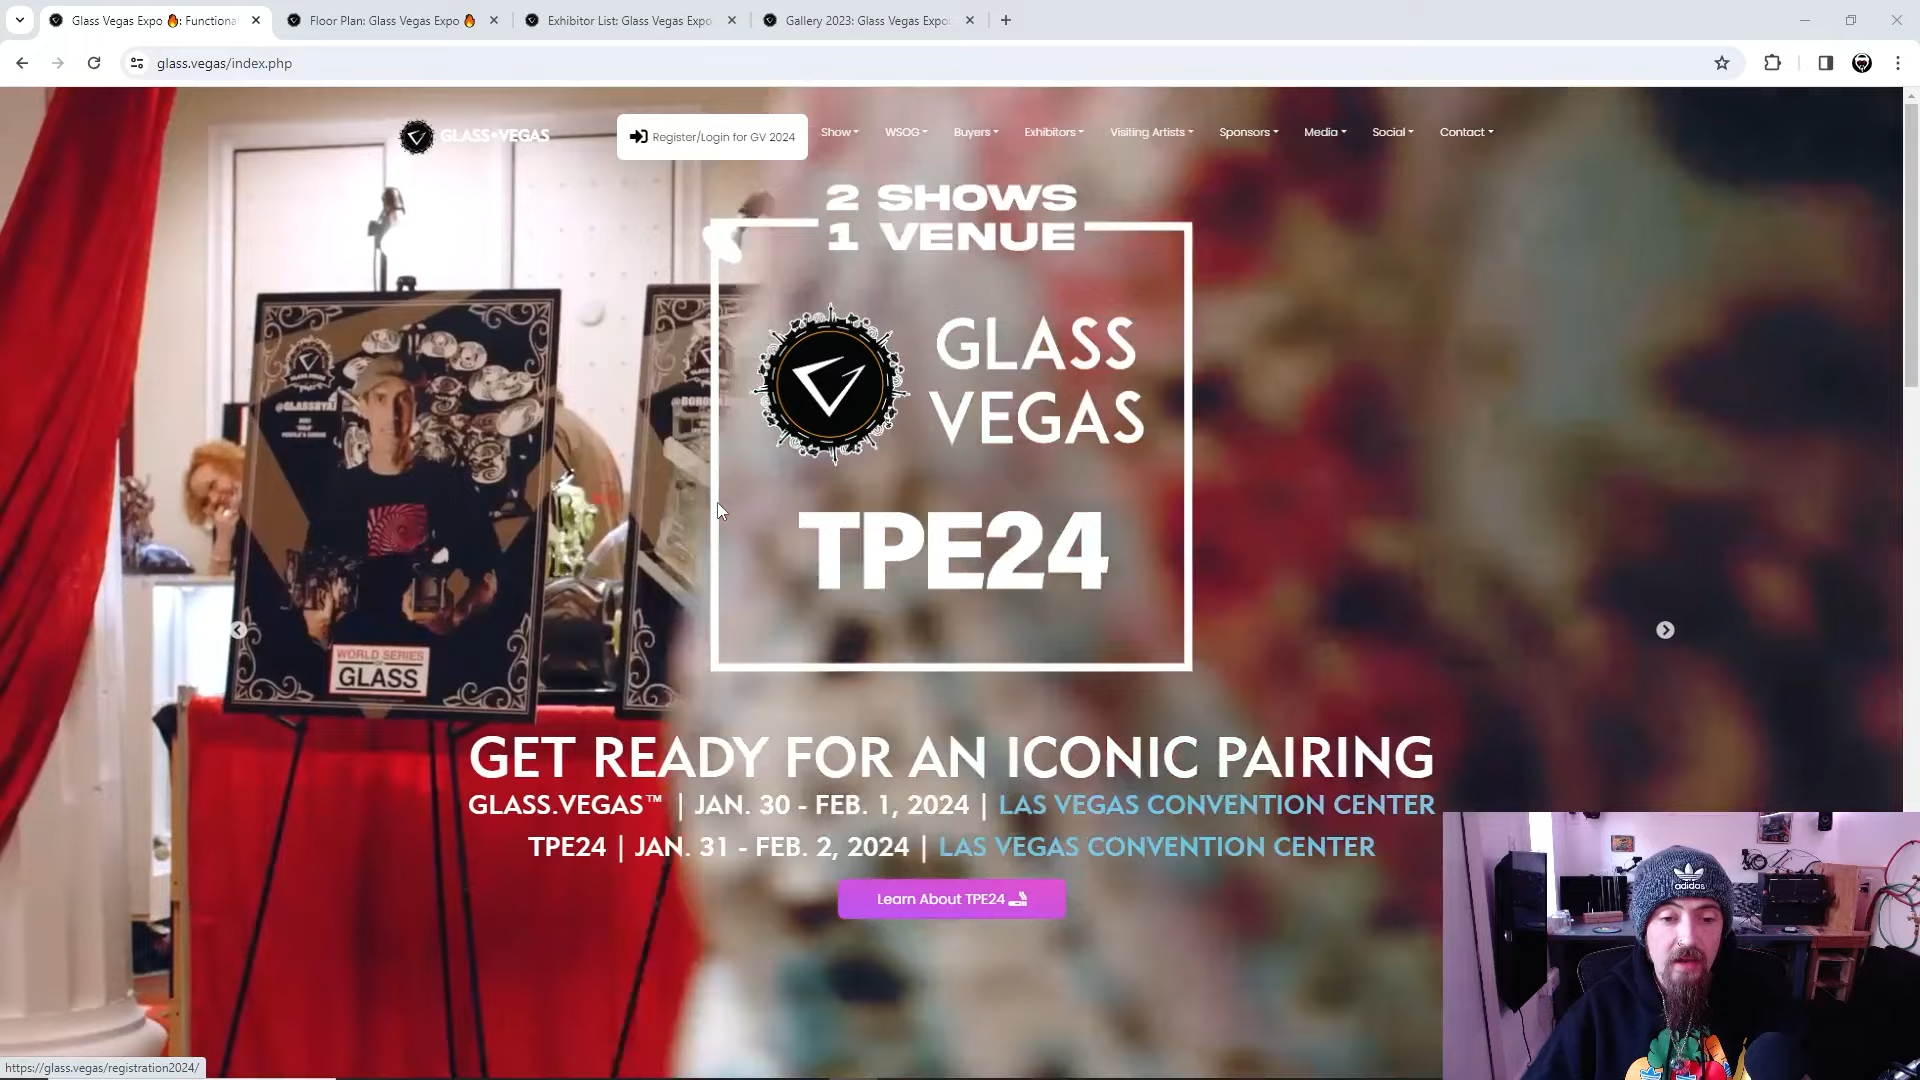 Glass Vegas Expo 🔥: Functiona
Floor Plan: Glass Vegas Expo 🔥
Exhibitor List: Glass Vegas Expo
Gallery 2023: Glass Vegas Expo:
glass.vegas/index.php
GLASS•VEGAS
Register/Login for GV 2024
Show
WSOG
Buyers
Exhibitors
Visiting Artists
Sponsors
Media
Social
Contact
2 SHOWS
1 VENUE
GLASS
VEGAS
TPE24
WORLD SERIES
OF
GLASS
GET READY FOR AN ICONIC PAIRING
GLASS.VEGAS™ | JAN. 30 - FEB. 1, 2024 | LAS VEGAS CONVENTION CENTER
TPE24 | JAN. 31 - FEB. 2, 2024 | LAS VEGAS CONVENTION CENTER
Learn About TPE24
adidas
https://glass.vegas/registration2024/